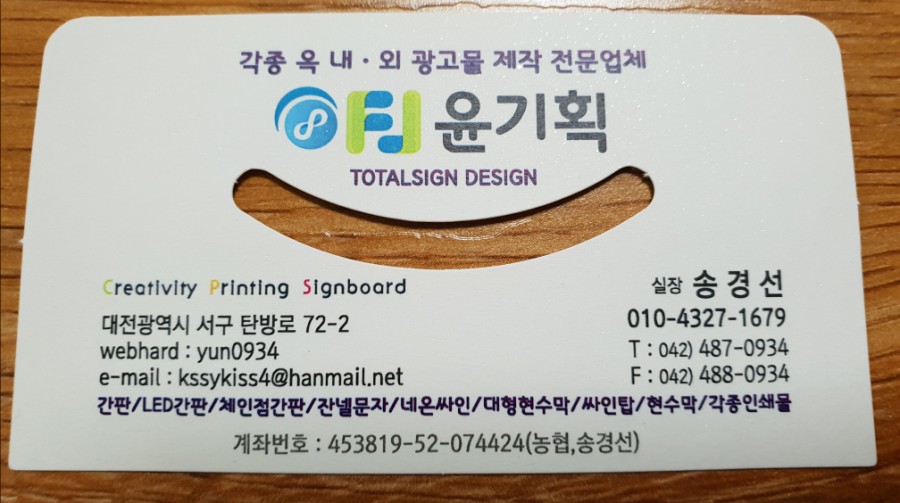 각종 옥 내 · 외 광고물 제작 전문업체
윤기획
TOTALSIGN DESIGN
Creativity Printing Signboard
실장 송경선
대전광역시 서구 탄방로 72-2
010-4327-1679
webhard : yun0934
T : 042) 487-0934
e-mail : kssykiss4@hanmail.net
F : 042) 488-0934
간판/LED간판/체인점간판/잔넬문자/네온싸인/대형현수막/싸인탑/현수막/각종인쇄물
계좌번호 : 453819-52-074424(농협,송경선)